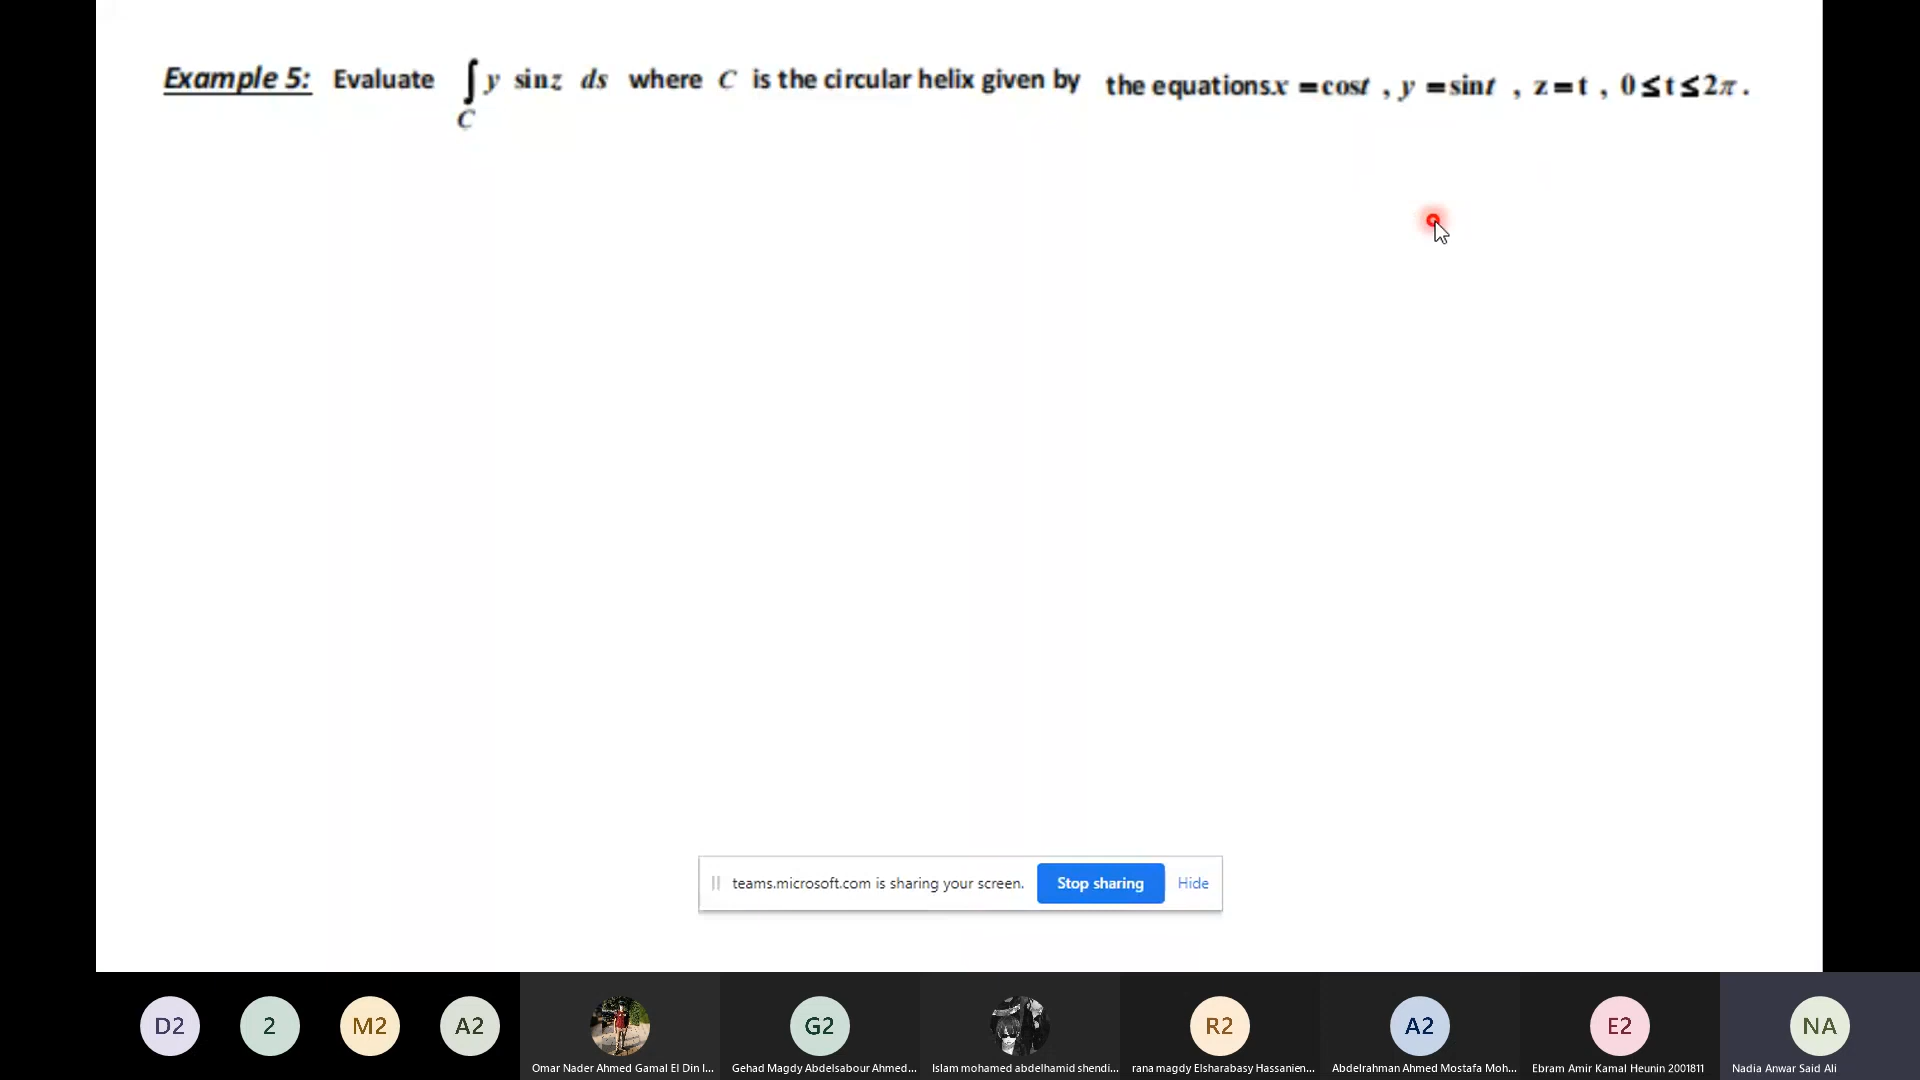 Example 5: Evaluate ∫_C y sinz ds where C is the circular helix given by the equations x = cost , y = sint , z = t , 0 ≤ t ≤ 2π .
teams.microsoft.com is sharing your screen. Stop sharing Hide
D2 2 M2 A2 G2 R2 A2 E2 NA
Omar Nader Ahmed Gamal El Din I... Gehad Magdy Abdelsabour Ahmed... Islam mohamed abdelhamid shendi... rana magdy Elsharabasy Hassanien... Abdelrahman Ahmed Mostafa Moh... Ebram Amir Kamal Heunin 2001811 Nadia Anwar Said Ali